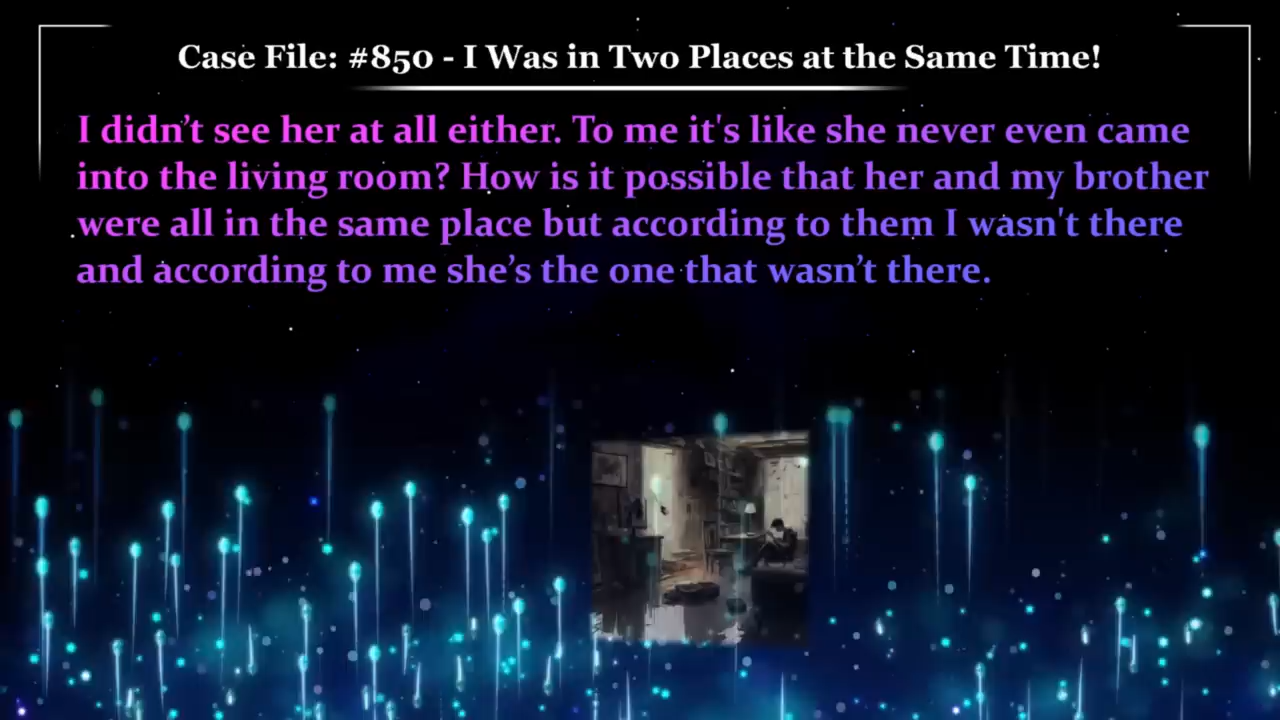 Case File: #850 - I Was in Two Places at the Same Time!
I didn’t see her at all either. To me it's like she never even came
into the living room? How is it possible that her and my brother
were all in the same place but according to them I wasn't there
and according to me she’s the one that wasn’t there.